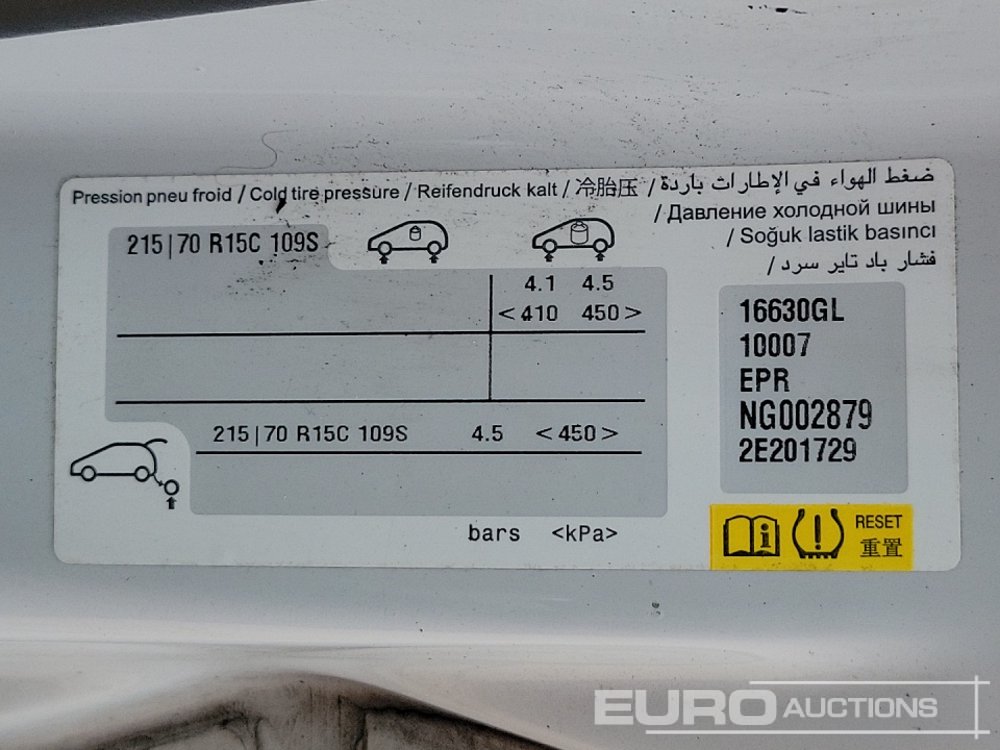 Pression pneu froid / Cold tire pressure / Reifendruck kalt / 冷胎压 / ضغط الهواء في الإطارات باردة
/ Давление холодной шины
/ Soğuk lastik basıncı
فشار باد تایر سرد /
215|70 R15C 109S
4.1 4.5
<410 450>
215|70 R15C 109S 4.5 <450>
bars <kPa>
16630GL
10007
EPR
NG002879
2E201729
RESET
重置
EURO AUCTIONS